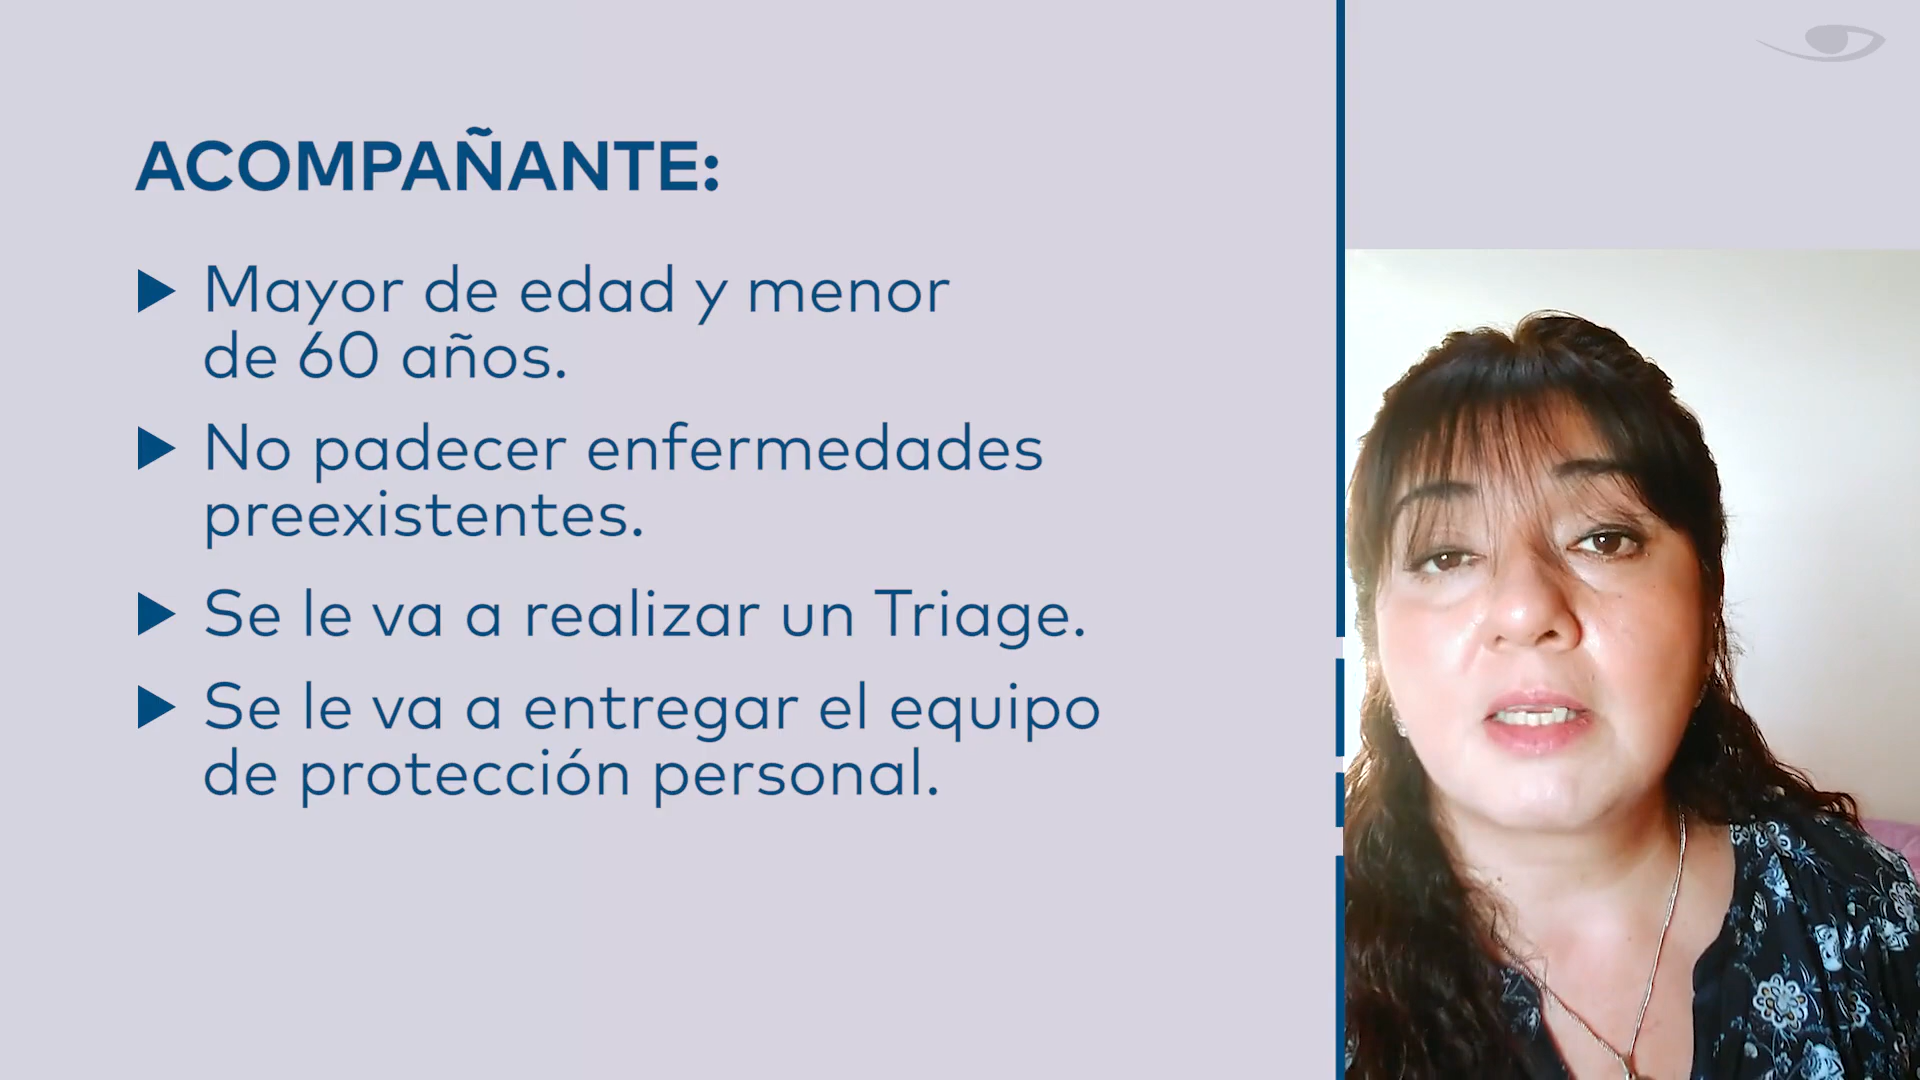 ACOMPAÑANTE:
Mayor de edad y menor
de 60 años.
No padecer enfermedades
preexistentes.
Se le va a realizar un Triage.
Se le va a entregar el equipo
de protección personal.